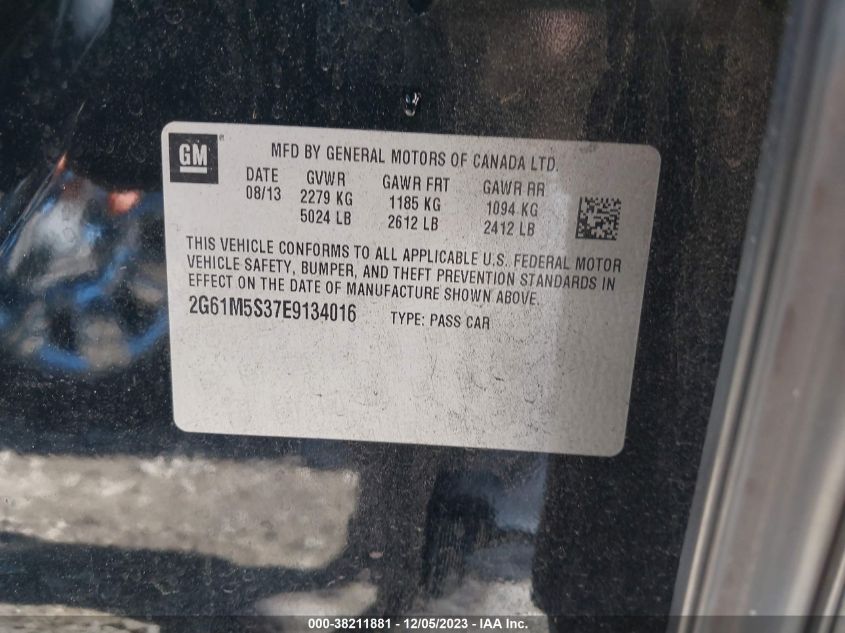 GM
MFD BY GENERAL MOTORS OF CANADA LTD.
DATE GVWR GAWR FRT GAWR RR
08/13 2279 KG 1185 KG 1094 KG
5024 LB 2612 LB 2412 LB
THIS VEHICLE CONFORMS TO ALL APPLICABLE U.S. FEDERAL MOTOR
VEHICLE SAFETY, BUMPER, AND THEFT PREVENTION STANDARDS IN
EFFECT ON THE DATE OF MANUFACTURE SHOWN ABOVE.
2G61M5S37E9134016 TYPE: PASS CAR
000-38211881 - 12/05/2023 - IAA Inc.